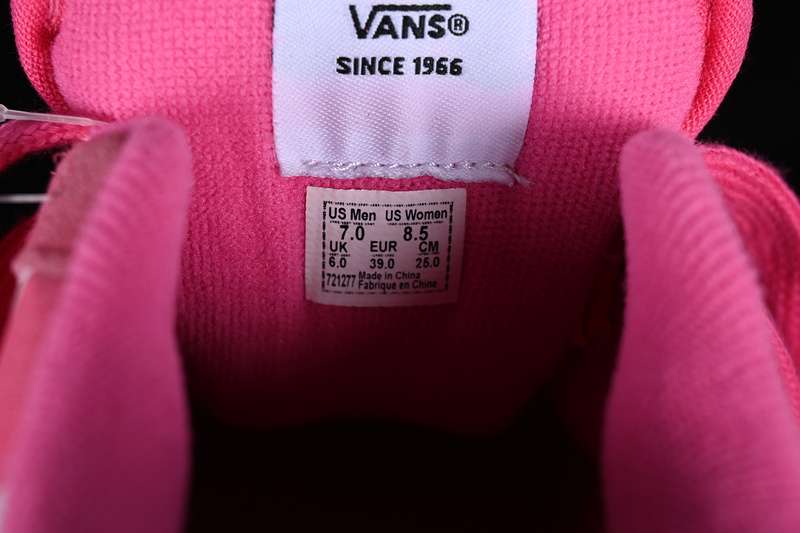 VANS®
SINCE 1966
US Men US Women
7.0 8.5
UK EUR CM
6.0 39.0 25.0
721277 Made in China
Fabrique en Chine